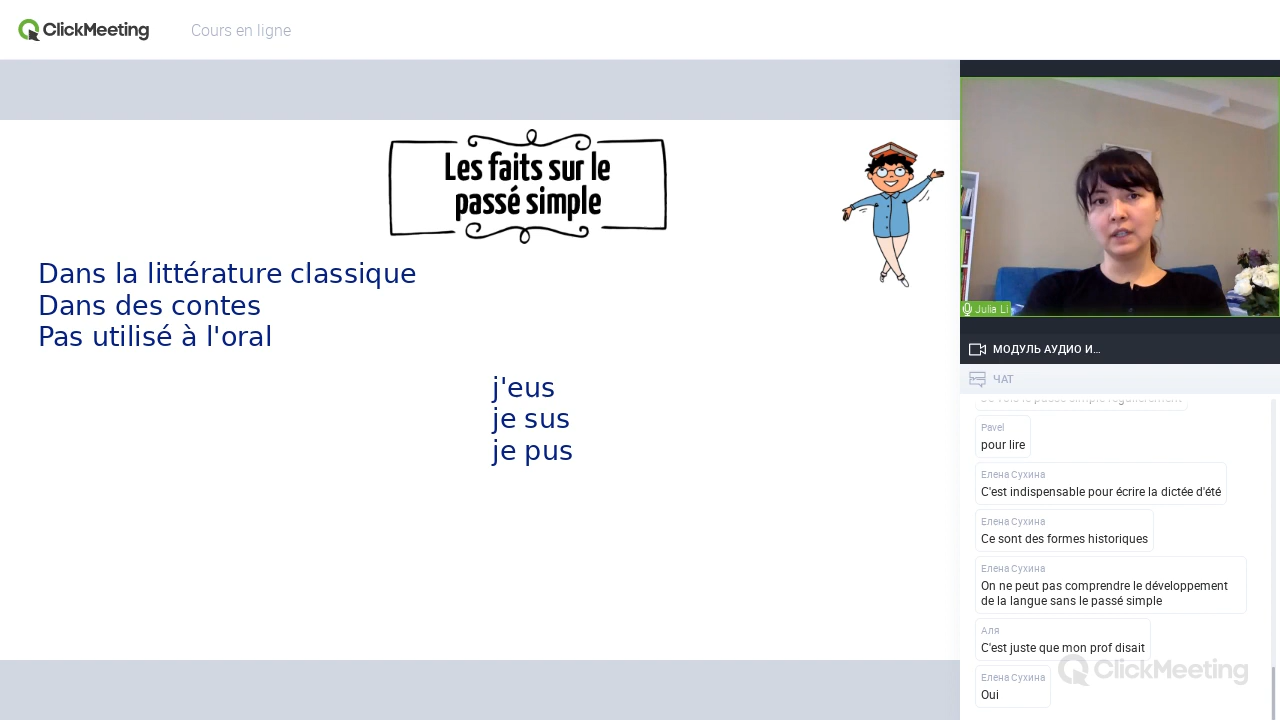 ClickMeeting
Cours en ligne
Les faits sur le
passé simple
Dans la littérature classique
Dans des contes
Pas utilisé à l'oral
j'eus
je sus
je pus
Julia Li
МОДУЛЬ АУДИО И...
ЧАТ
Pavel
pour lire
Елена Сухина
C'est indispensable pour écrire la dictée d'été
Елена Сухина
Ce sont des formes historiques
Елена Сухина
On ne peut pas comprendre le développement
de la langue sans le passé simple
Аля
C'est juste que mon prof disait
Елена Сухина
Oui
ClickMeeting